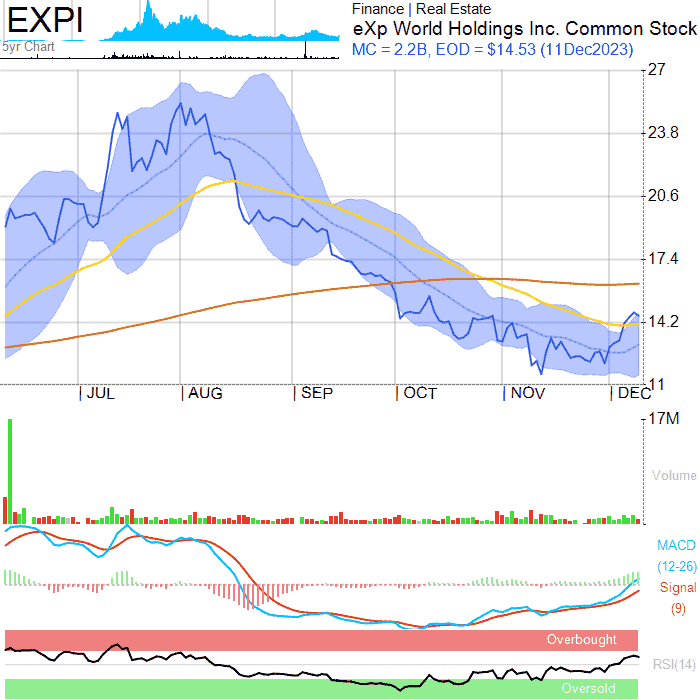 EXPI
5yr Chart
Finance | Real Estate
eXp World Holdings Inc. Common Stock
MC = 2.2B, EOD = $14.53 (11Dec2023)
27
23.8
20.6
17.4
14.2
11
JUL AUG SEP OCT NOV DEC
17M
Volume
MACD
(12-26)
Signal
(9)
Overbought
RSI(14)
Oversold